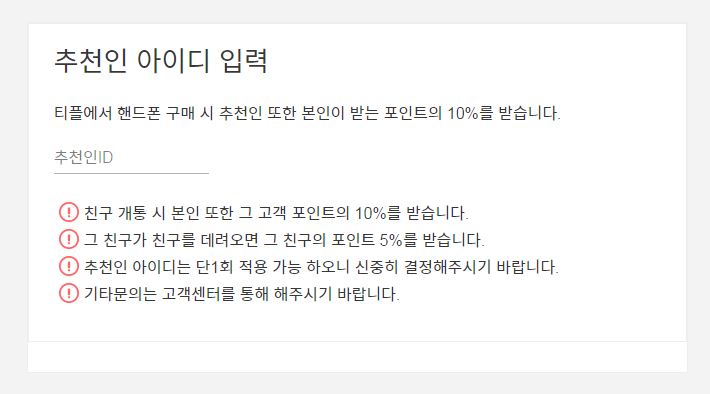 추천인 아이디 입력
티플에서 핸드폰 구매 시 추천인 또한 본인이 받는 포인트의 10%를 받습니다.
추천인ID
친구 개통 시 본인 또한 그 고객 포인트의 10%를 받습니다.
그 친구가 친구를 데려오면 그 친구의 포인트 5%를 받습니다.
추천인 아이디는 단1회 적용 가능 하오니 신중히 결정해주시기 바랍니다.
기타문의는 고객센터를 통해 해주시기 바랍니다.